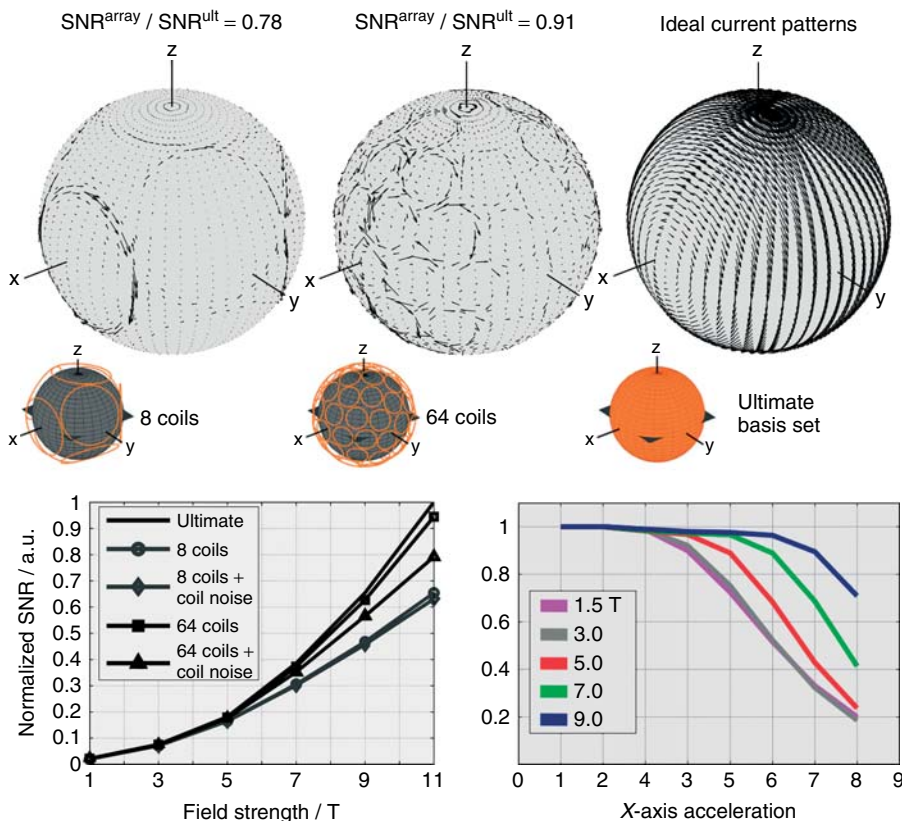 SNR^array / SNR^ult = 0.78
SNR^array / SNR^ult = 0.91
Ideal current patterns
z
z
z
x
y
x
y
x
y
z
z
z
x
y
8 coils
x
y
64 coils
x
y
Ultimate
basis set
Normalized SNR / a.u.
1
0.9
0.8
0.7
0.6
0.5
0.4
0.3
0.2
0.1
0
Ultimate
8 coils
8 coils +
coil noise
64 coils
64 coils +
coil noise
1 3 5 7 9 11
Field strength / T
1
0.8
0.6
0.4
0.2
1.5 T
3.0
5.0
7.0
9.0
0 1 2 4 3 5 6 7 8 9
X-axis acceleration